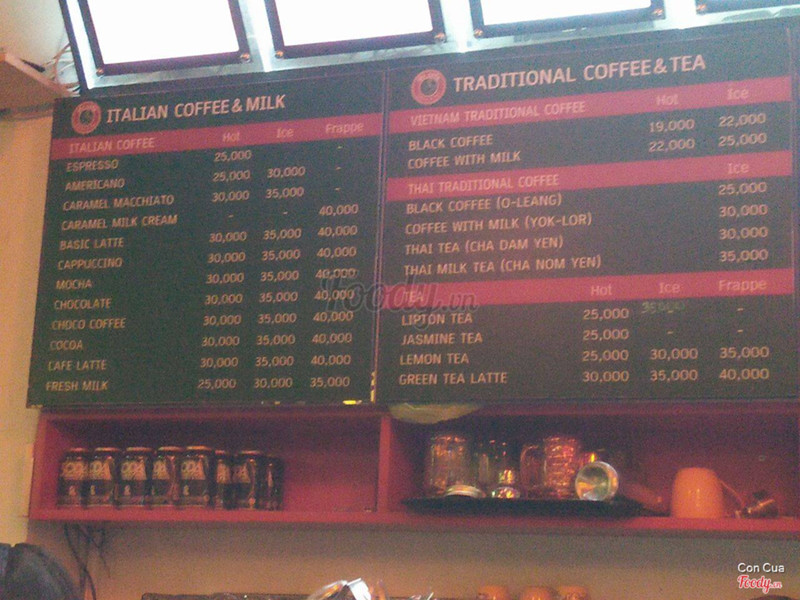 ITALIAN COFFEE & MILK
ITALIAN COFFEE Hot Ice Frappe
ESPRESSO 25,000 -
AMERICANO 25,000 30,000 -
CARAMEL MACCHIATO 30,000 35,000 -
CARAMEL MILK CREAM - - 40,000
BASIC LATTE 30,000 35,000 40,000
CAPPUCCINO 30,000 35,000 40,000
MOCHA 30,000 35,000 40,000
CHOCOLATE 30,000 35,000 40,000
CHOCO COFFEE 30,000 35,000 40,000
COCOA 30,000 35,000 40,000
CAFE LATTE 30,000 35,000 40,000
FRESH MILK 25,000 30,000 35,000
TRADITIONAL COFFEE & TEA
VIETNAM TRADITIONAL COFFEE Hot Ice
BLACK COFFEE 19,000 22,000
COFFEE WITH MILK 22,000 25,000
THAI TRADITIONAL COFFEE Ice
BLACK COFFEE (O-LEANG) 25,000
COFFEE WITH MILK (YOK-LOR) 30,000
THAI TEA (CHA DAM YEN) 30,000
THAI MILK TEA (CHA NOM YEN) 35,000
TEA Hot Ice Frappe
LIPTON TEA 25,000 -
JASMINE TEA 25,000 - -
LEMON TEA 25,000 30,000 35,000
GREEN TEA LATTE 30,000 35,000 40,000
Foody.vn
Con Cua
Foody.vn